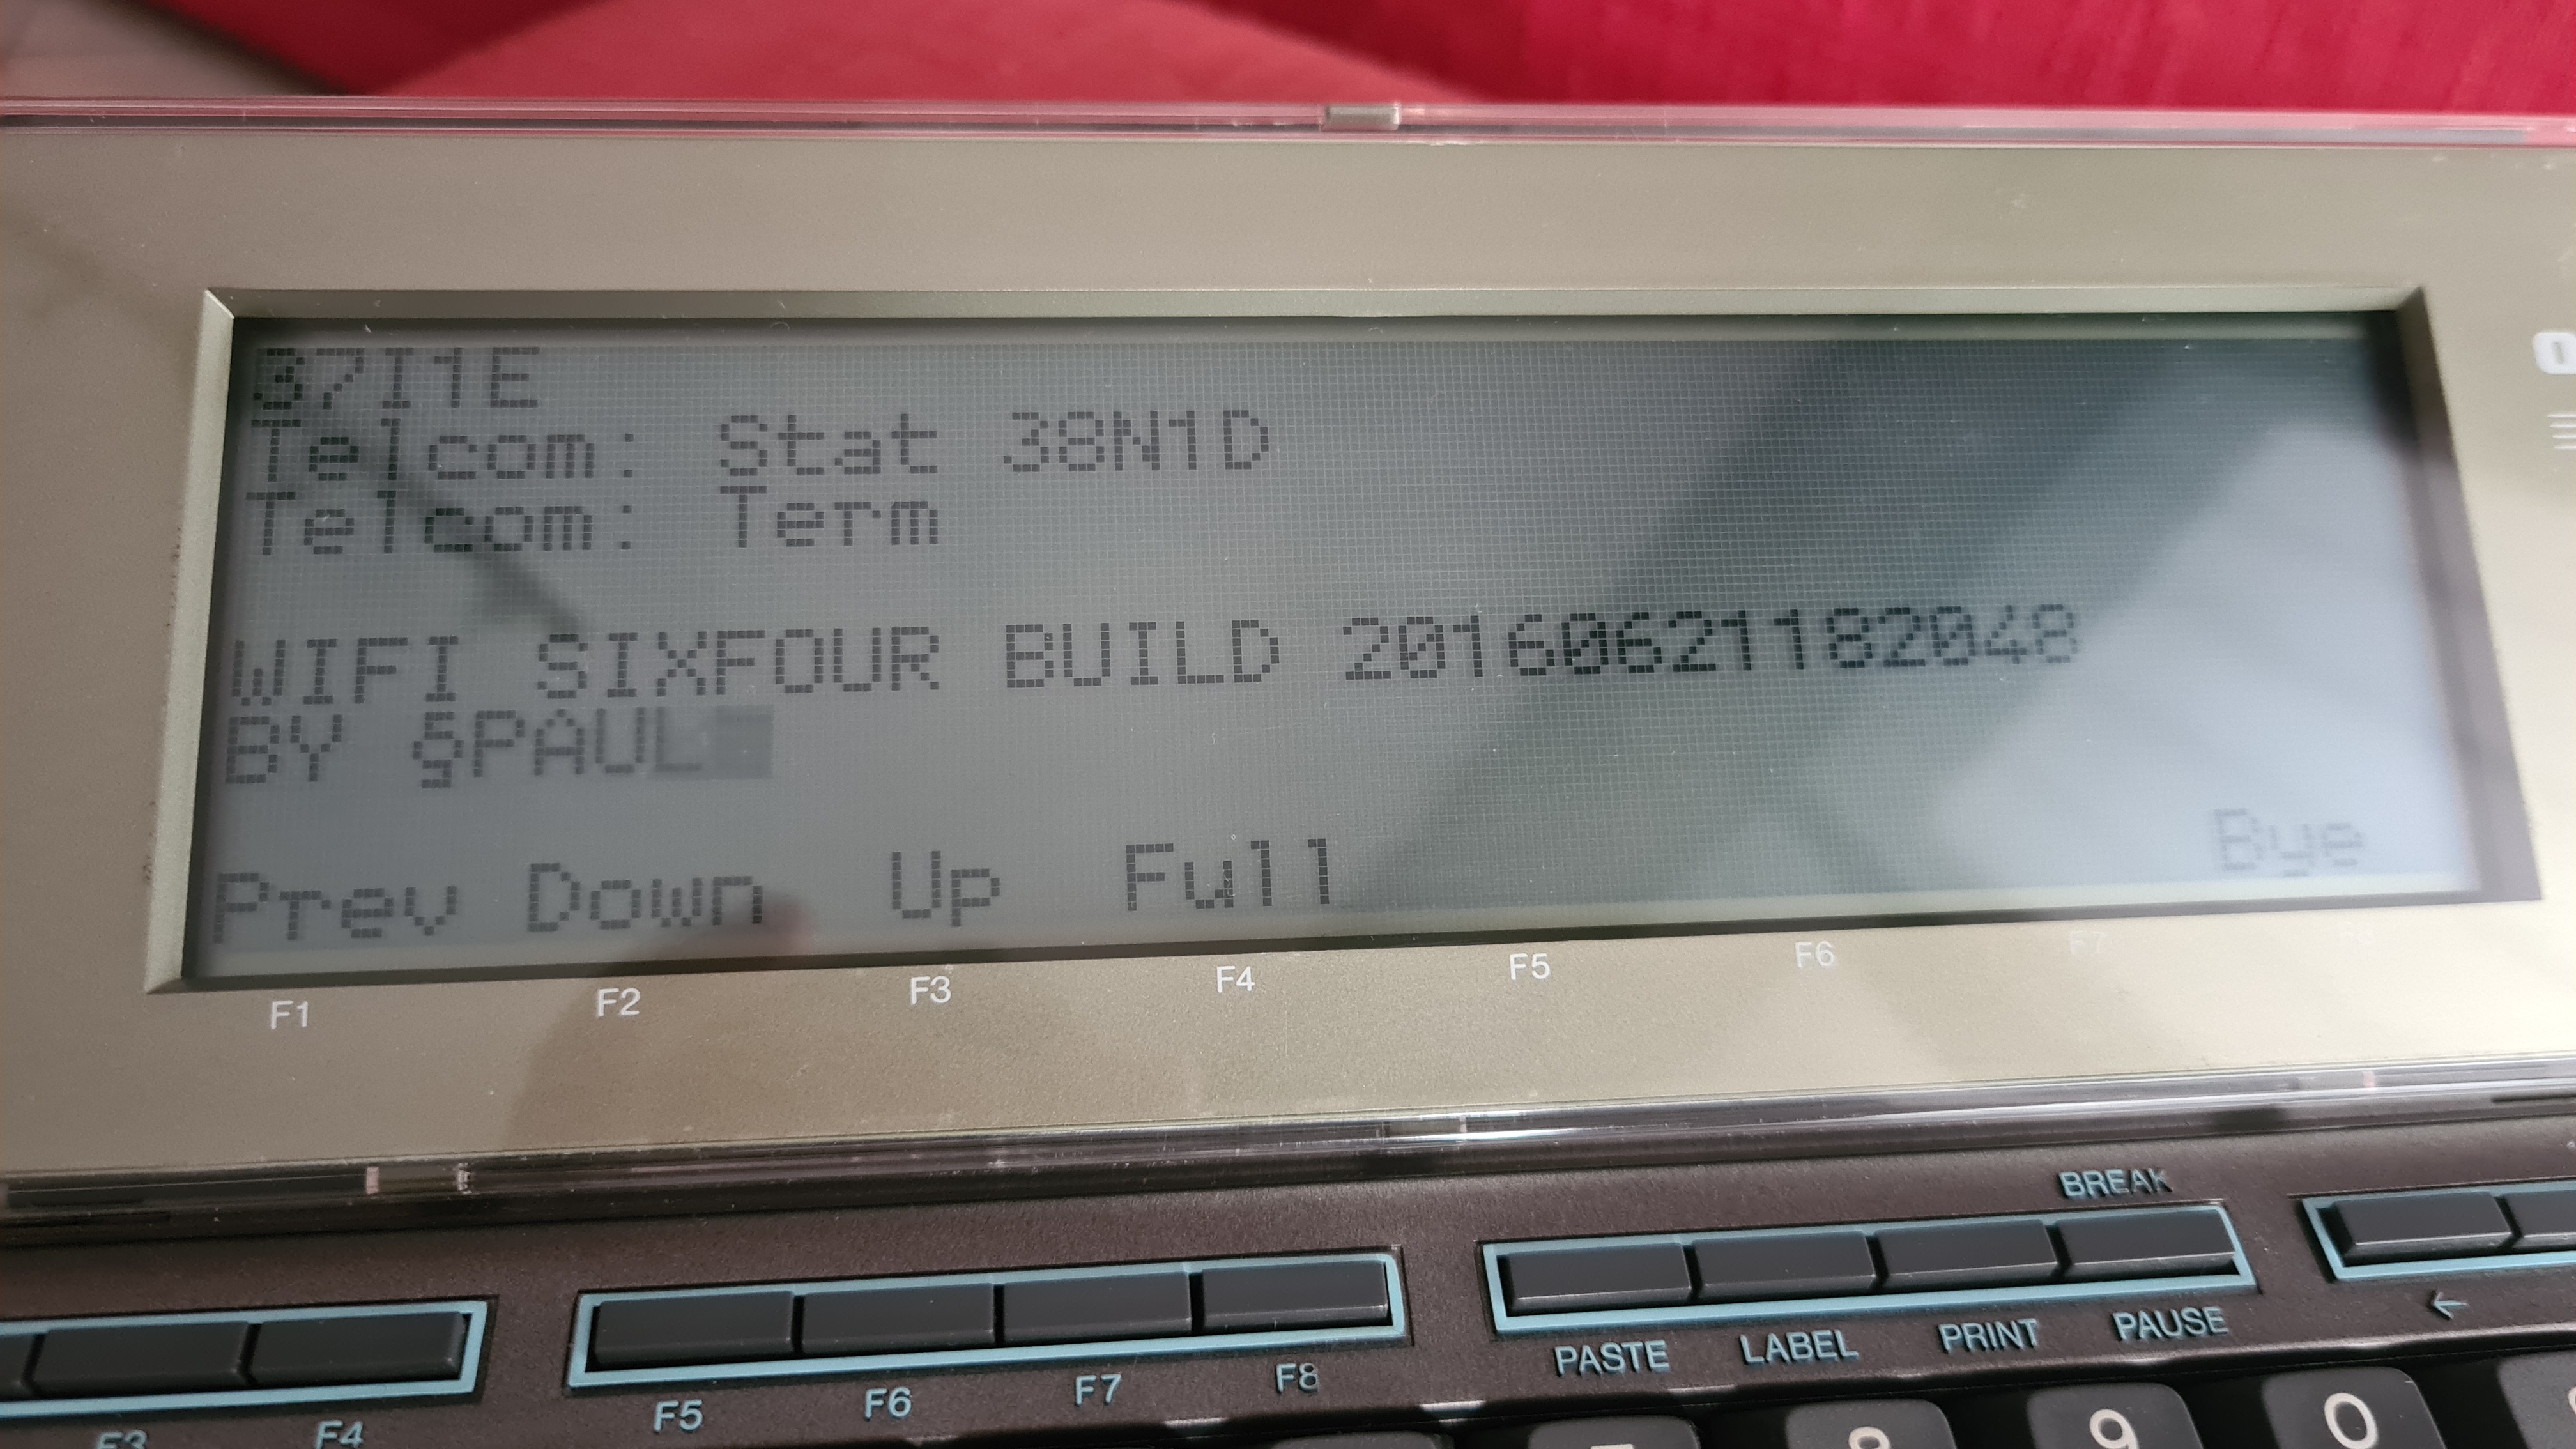 37I1E
Telcom: Stat 38N1D
Telcom: Term
WIFI SIXFOUR BUILD 20160621182048
BY §PAUL
Prev Down Up Full Bye
F1 F2 F3 F4 F5 F6 F7
BREAK
PASTE LABEL PRINT PAUSE ←
F3 F4 F5 F6 F7 F8
8 9 0